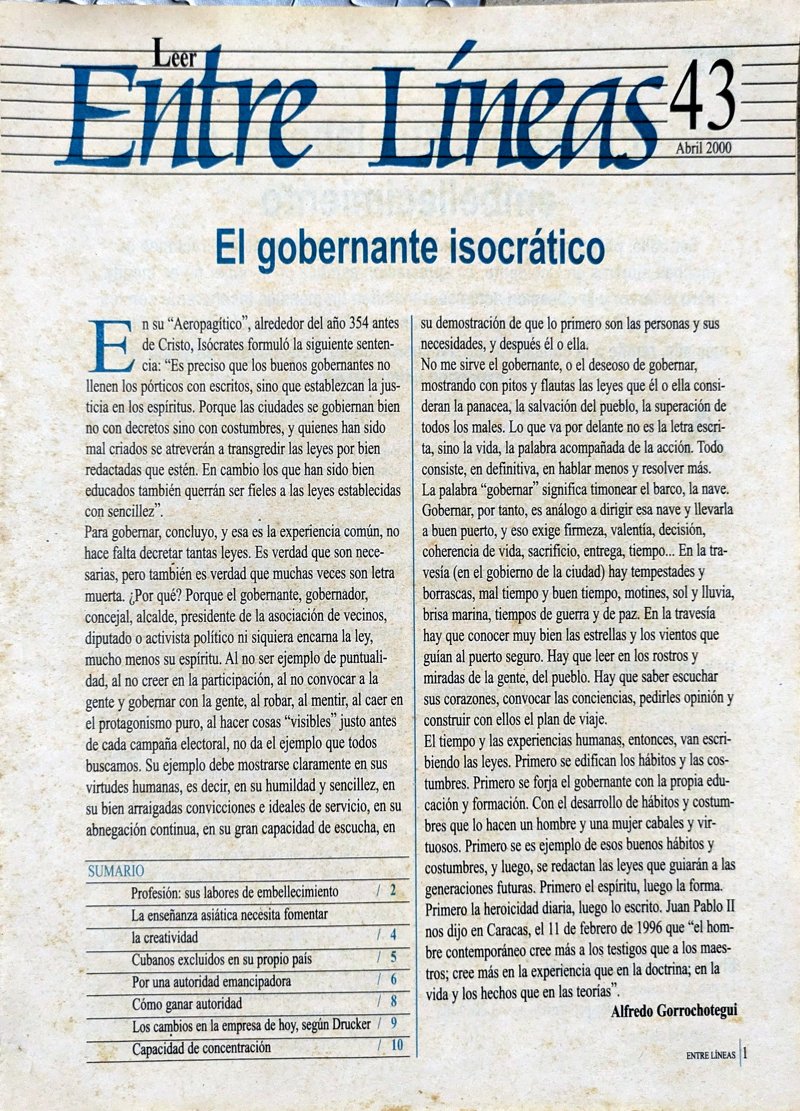 Leer
Entre Líneas
43
Abril 2000
El gobernante isocrático
En su “Aeropagítico”, alrededor del año 354 antes
de Cristo, Isócrates formuló la siguiente senten-
cia: “Es preciso que los buenos gobernantes no
llenen los pórticos con escritos, sino que establezcan la jus-
ticia en los espíritus. Porque las ciudades se gobiernan bien
no con decretos sino con costumbres, y quienes han sido
mal criados se atreverán a transgredir las leyes por bien
redactadas que estén. En cambio los que han sido bien
educados también querrán ser fieles a las leyes establecidas
con sencillez”.
Para gobernar, concluyo, y esa es la experiencia común, no
hace falta decretar tantas leyes. Es verdad que son nece-
sarias, pero también es verdad que muchas veces son letra
muerta. ¿Por qué? Porque el gobernante, gobernador,
concejal, alcalde, presidente de la asociación de vecinos,
diputado o activista político ni siquiera encarna la ley,
mucho menos su espíritu. Al no ser ejemplo de puntuali-
dad, al no creer en la participación, al no convocar a la
gente y gobernar con la gente, al robar, al mentir, al caer en
el protagonismo puro, al hacer cosas “visibles” justo antes
de cada campaña electoral, no da el ejemplo que todos
buscamos. Su ejemplo debe mostrarse claramente en sus
virtudes humanas, es decir, en su humildad y sencillez, en
su bien arraigadas convicciones e ideales de servicio, en su
abnegación continua, en su gran capacidad de escucha, en
SUMARIO
Profesión: sus labores de embellecimiento / 2
La enseñanza asiática necesita fomentar
la creatividad / 4
Cubanos excluidos en su propio país / 5
Por una autoridad emancipadora / 6
Cómo ganar autoridad / 8
Los cambios en la empresa de hoy, según Drucker / 9
Capacidad de concentración / 10
su demostración de que lo primero son las personas y sus
necesidades, y después él o ella.
No me sirve el gobernante, o el deseoso de gobernar,
mostrando con pitos y flautas las leyes que él o ella consi-
deran la panacea, la salvación del pueblo, la superación de
todos los males. Lo que va por delante no es la letra escri-
ta, sino la vida, la palabra acompañada de la acción. Todo
consiste, en definitiva, en hablar menos y resolver más.
La palabra “gobernar” significa timonear el barco, la nave.
Gobernar, por tanto, es análogo a dirigir esa nave y llevarla
a buen puerto, y eso exige firmeza, valentía, decisión,
coherencia de vida, sacrificio, entrega, tiempo... En la tra-
vesía (en el gobierno de la ciudad) hay tempestades y
borrascas, mal tiempo y buen tiempo, motines, sol y lluvia,
brisa marina, tiempos de guerra y de paz. En la travesía
hay que conocer muy bien las estrellas y los vientos que
guían al puerto seguro. Hay que leer en los rostros y
miradas de la gente, del pueblo. Hay que saber escuchar
sus corazones, convocar las conciencias, pedirles opinión y
construir con ellos el plan de viaje.
El tiempo y las experiencias humanas, entonces, van escri-
biendo las leyes. Primero se edifican los hábitos y las cos-
tumbres. Primero se forja el gobernante con la propia edu-
cación y formación. Con el desarrollo de hábitos y costum-
bres que lo hacen un hombre y una mujer cabales y vir-
tuosos. Primero se es ejemplo de esos buenos hábitos y
costumbres, y luego, se redactan las leyes que guiarán a las
generaciones futuras. Primero el espíritu, luego la forma.
Primero la heroicidad diaria, luego lo escrito. Juan Pablo II
nos dijo en Caracas, el 11 de febrero de 1996 que “el hom-
bre contemporáneo cree más a los testigos que a los maes-
tros; cree más en la experiencia que en la doctrina; en la
vida y los hechos que en las teorías”.
Alfredo Gorrochotegui
ENTRE LÍNEAS 1